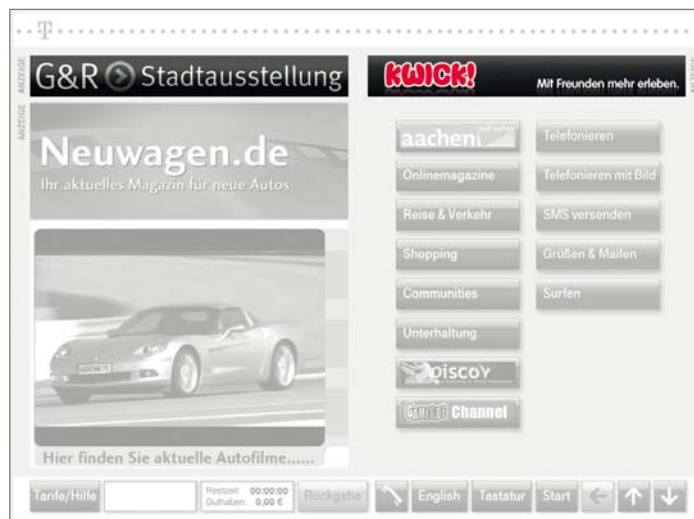 T
ANZEIGE
G&R Stadtausstellung
KWICK!
Mit Freunden mehr erleben.
ANZEIGE
ANZEIGE
Neuwagen.de
Ihr aktuelles Magazin für neue Autos
Hier finden Sie aktuelle Autofilme......
aachen
Onlinemagazine
Reise & Verkehr
Shopping
Communities
Unterhaltung
DISCOY
GAMESIDE Channel
Telefonieren
Telefonieren mit Bild
SMS versenden
Grüßen & Mailen
Surfen
Tarife/Hilfe
Restzeit: 00:00:00
Guthaben: 0,00 €
Rückgabe
English
Tastatur
Start